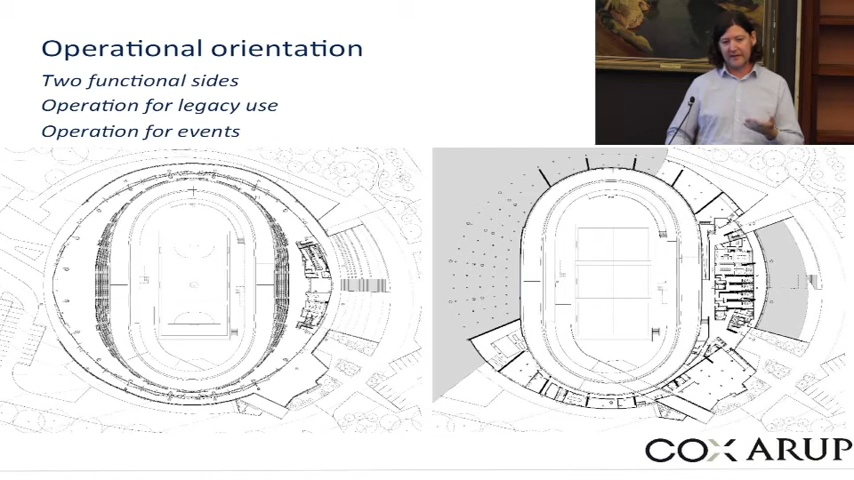 Operational orientation
Two functional sides
Operation for legacy use
Operation for events
COX ARUP